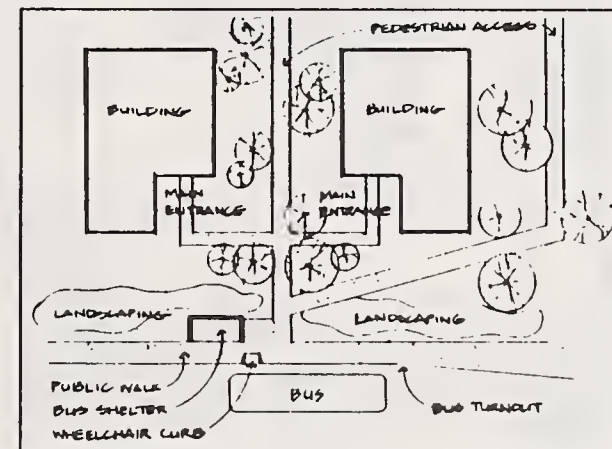 PEDESTRIAN ACCESS
BUILDING
BUILDING
MAIN
ENTRANCE
MAIN
ENTRANCE
LANDSCAPING
LANDSCAPING
PUBLIC WALK
BUS SHELTER
WHEELCHAIR CURB
BUS
BUS TURNOUT